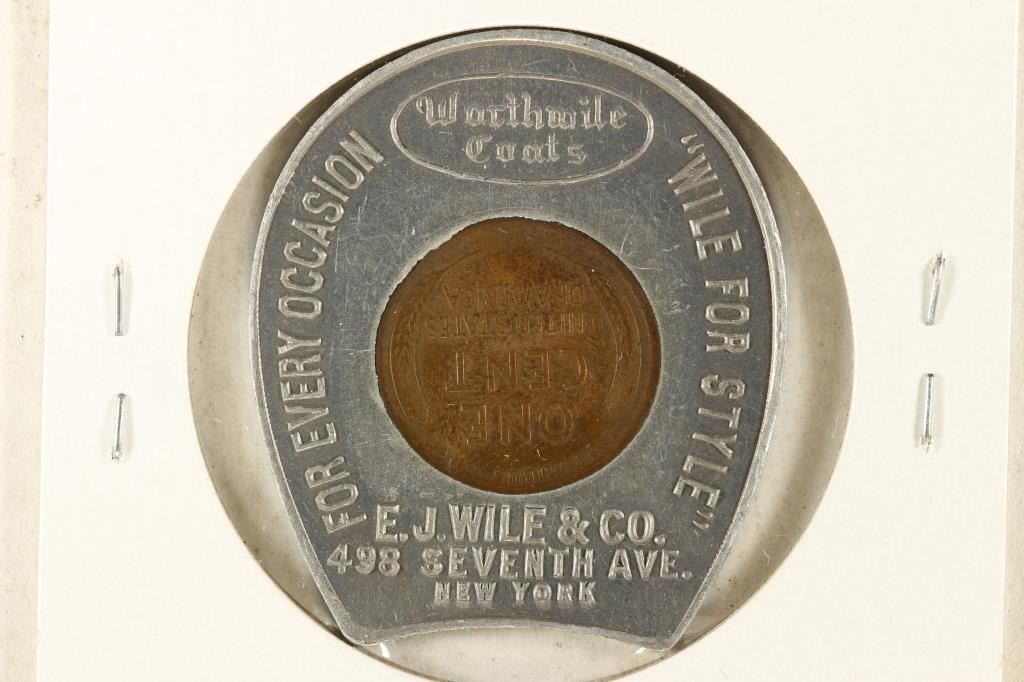 Worthwile
Coats
FOR EVERY OCCASION
"WILE FOR STYLE"
ONE
CENT
UNITED STATES
OF AMERICA
E. J. WILE & CO.
498 SEVENTH AVE.
NEW YORK